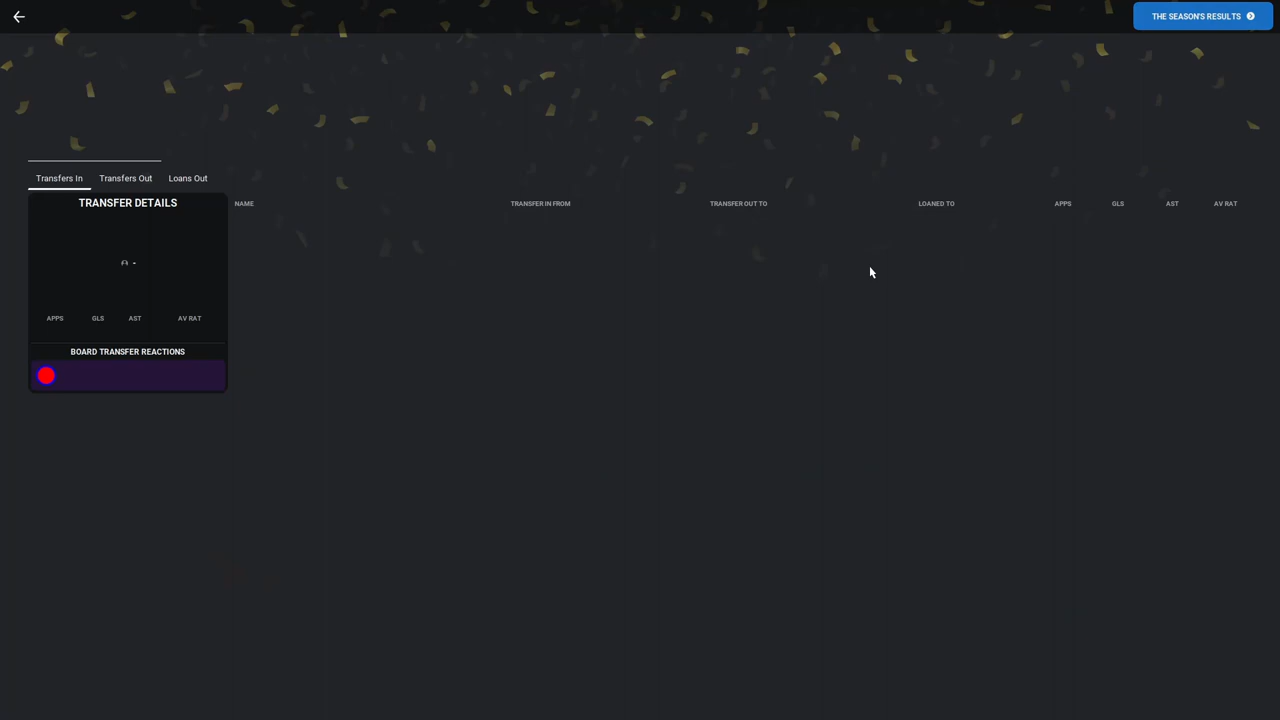 THE SEASON'S RESULTS
Transfers In Transfers Out Loans Out
TRANSFER DETAILS
NAME TRANSFER IN FROM TRANSFER OUT TO LOANED TO APPS GLS AST AV RAT
-
APPS GLS AST AV RAT
BOARD TRANSFER REACTIONS